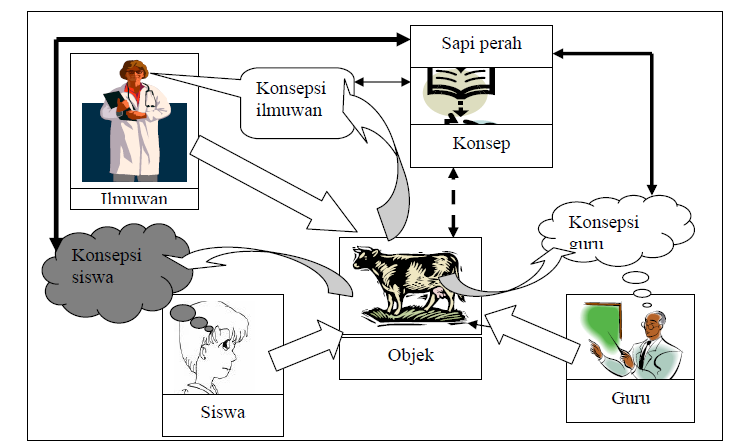 Sapi perah
Konsepsi
ilmuwan
Konsep
Ilmuwan
Konsepsi
guru
Konsepsi
siswa
Objek
Siswa
Guru